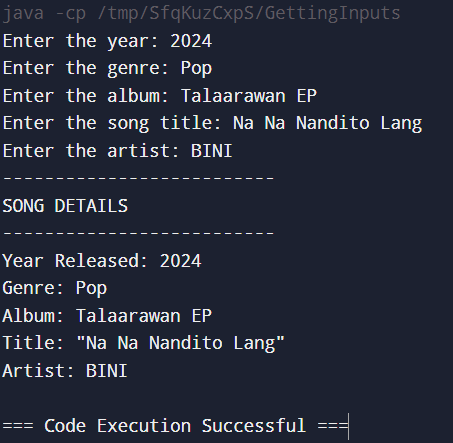 java -cp /tmp/SfqKuzCxpS/GettingInputs
Enter the year: 2024
Enter the genre: Pop
Enter the album: Talaarawan EP
Enter the song title: Na Na Nandito Lang
Enter the artist: BINI
--------------------------
SONG DETAILS
--------------------------
Year Released: 2024
Genre: Pop
Album: Talaarawan EP
Title: "Na Na Nandito Lang"
Artist: BINI
=== Code Execution Successful ===